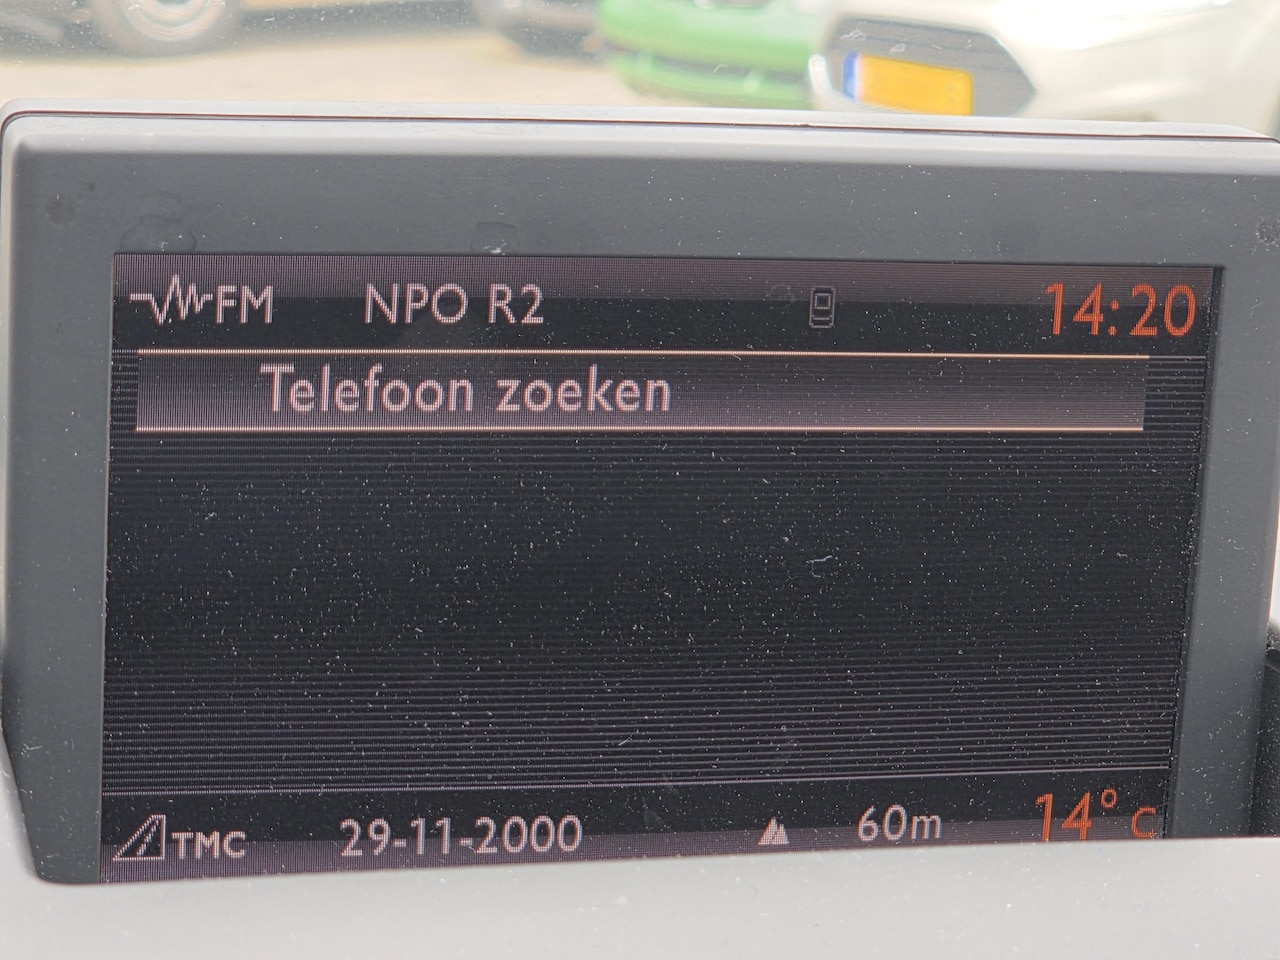 FM NPO R2 14:20
Telefoon zoeken
TMC 29-11-2000 60m 14° C